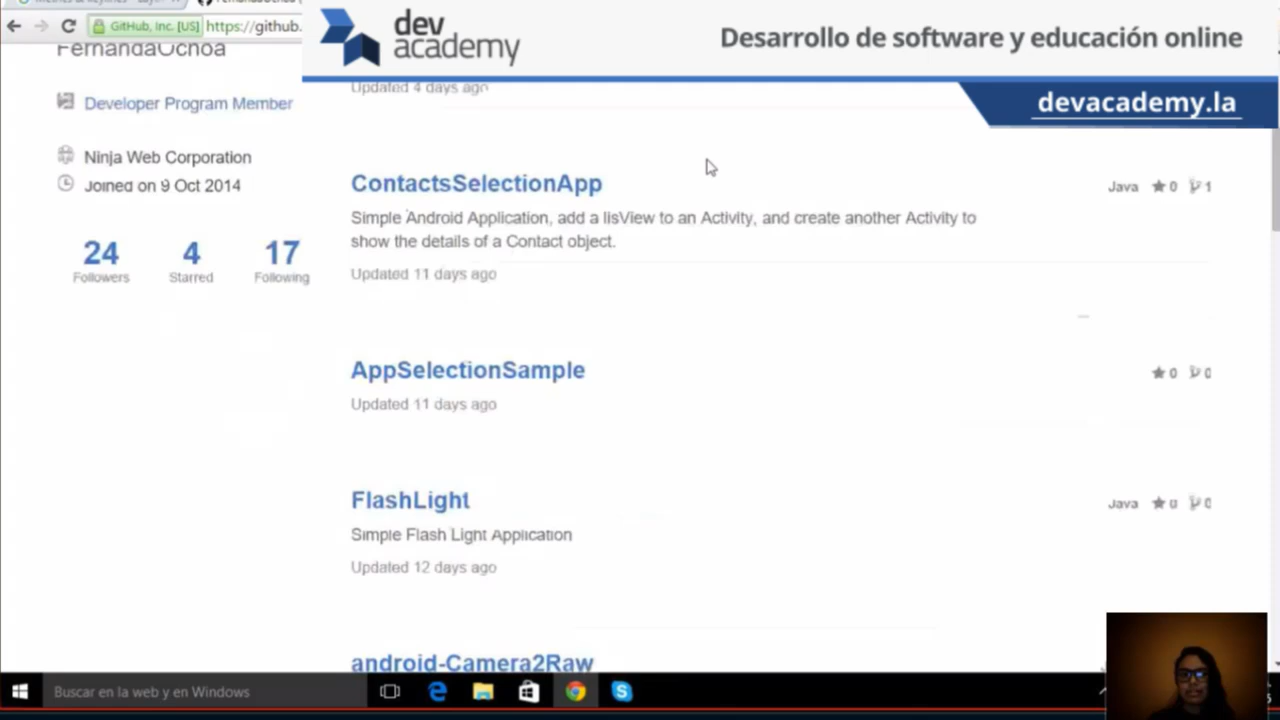 GitHub, Inc. [US]
https://github.
dev
academy
Desarrollo de software y educación online
devacademy.la
FernandaOchoa
Developer Program Member
Ninja Web Corporation
Joined on 9 Oct 2014
24
4
17
Followers
Starred
Following
Updated 4 days ago
ContactsSelectionApp
Java
0
1
Simple Android Application, add a lisView to an Activity, and create another Activity to
show the details of a Contact object.
Updated 11 days ago
AppSelectionSample
0
0
Updated 11 days ago
FlashLight
Java
0
0
Simple Flash Light Application
Updated 12 days ago
android-Camera2Raw
Buscar en la web y en Windows